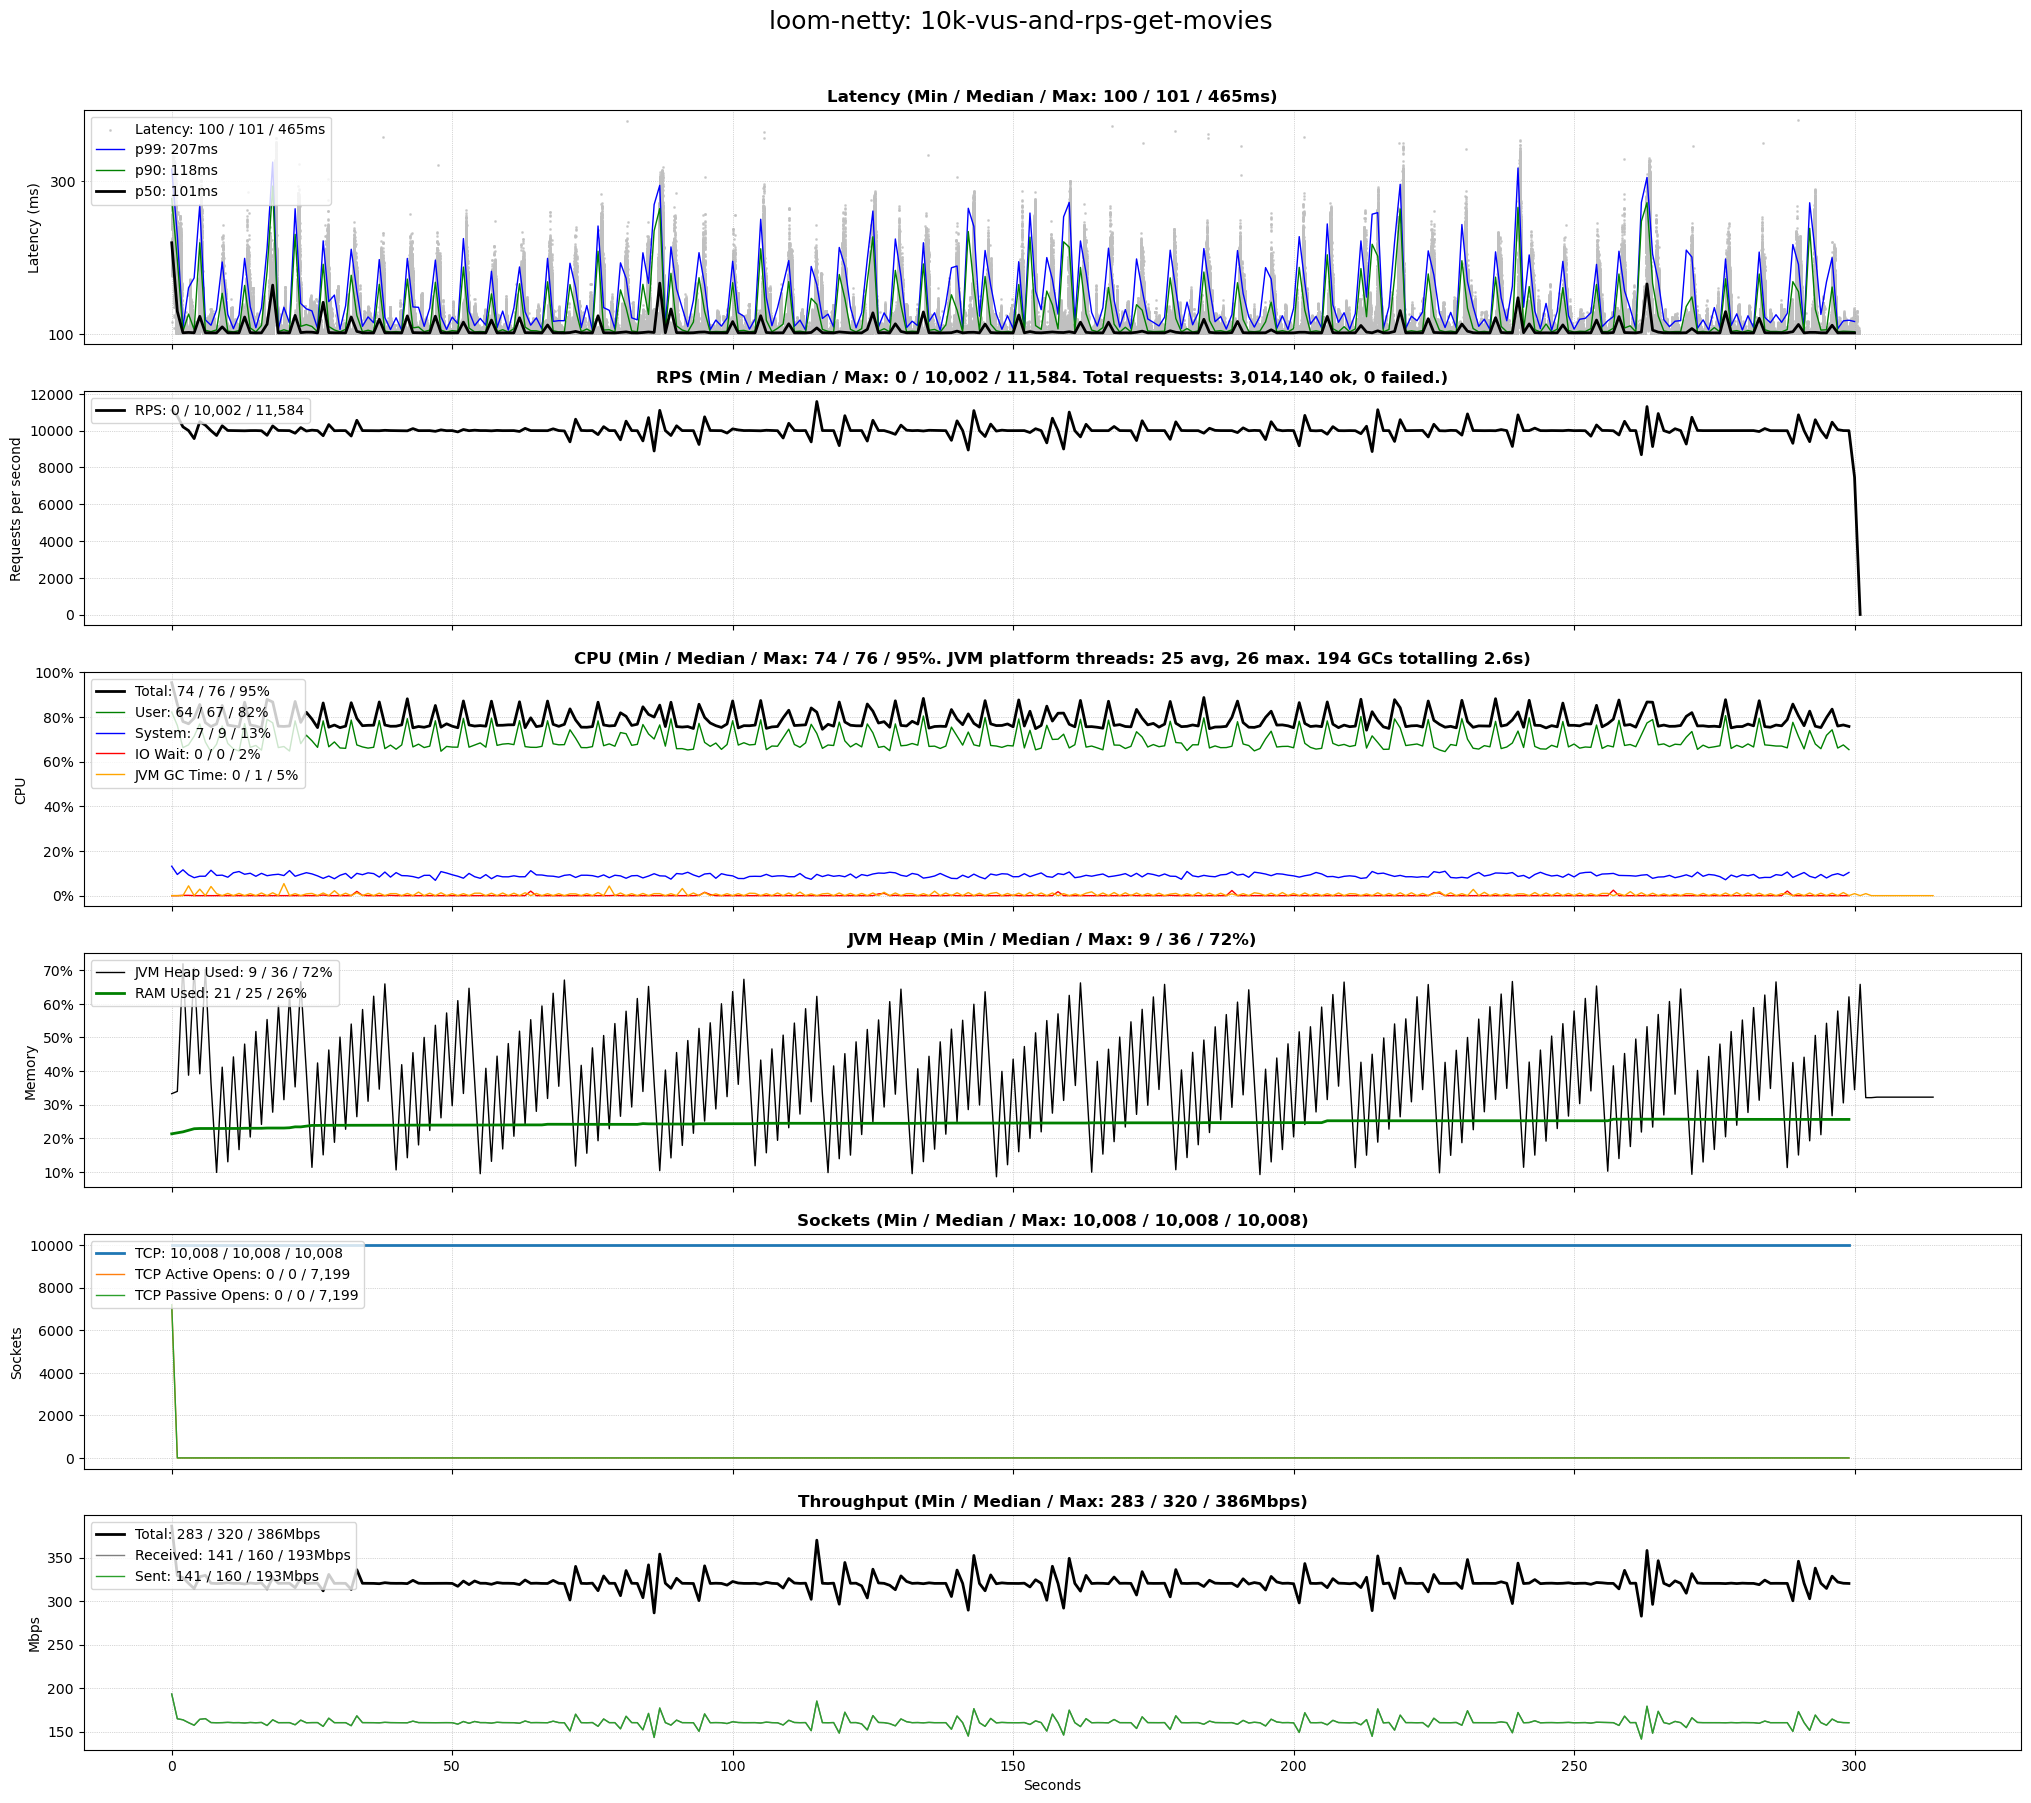 loom-netty: 10k-vus-and-rps-get-movies
Latency (Min / Median / Max: 100 / 101 / 465ms)
Latency: 100 / 101 / 465ms
p99: 207ms
p90: 118ms
p50: 101ms
300
100
Latency (ms)
RPS (Min / Median / Max: 0 / 10,002 / 11,584. Total requests: 3,014,140 ok, 0 failed.)
RPS: 0 / 10,002 / 11,584
12000
10000
8000
6000
4000
2000
0
Requests per second
CPU (Min / Median / Max: 74 / 76 / 95%. JVM platform threads: 25 avg, 26 max. 194 GCs totalling 2.6s)
Total: 74 / 76 / 95%
User: 64 / 67 / 82%
System: 7 / 9 / 13%
IO Wait: 0 / 0 / 2%
JVM GC Time: 0 / 1 / 5%
100%
80%
60%
40%
20%
0%
CPU
JVM Heap (Min / Median / Max: 9 / 36 / 72%)
JVM Heap Used: 9 / 36 / 72%
RAM Used: 21 / 25 / 26%
70%
60%
50%
40%
30%
20%
10%
Memory
Sockets (Min / Median / Max: 10,008 / 10,008 / 10,008)
TCP: 10,008 / 10,008 / 10,008
TCP Active Opens: 0 / 0 / 7,199
TCP Passive Opens: 0 / 0 / 7,199
10000
8000
6000
4000
2000
0
Sockets
Throughput (Min / Median / Max: 283 / 320 / 386Mbps)
Total: 283 / 320 / 386Mbps
Received: 141 / 160 / 193Mbps
Sent: 141 / 160 / 193Mbps
350
300
250
200
150
Mbps
0 50 100 150 200 250 300
Seconds